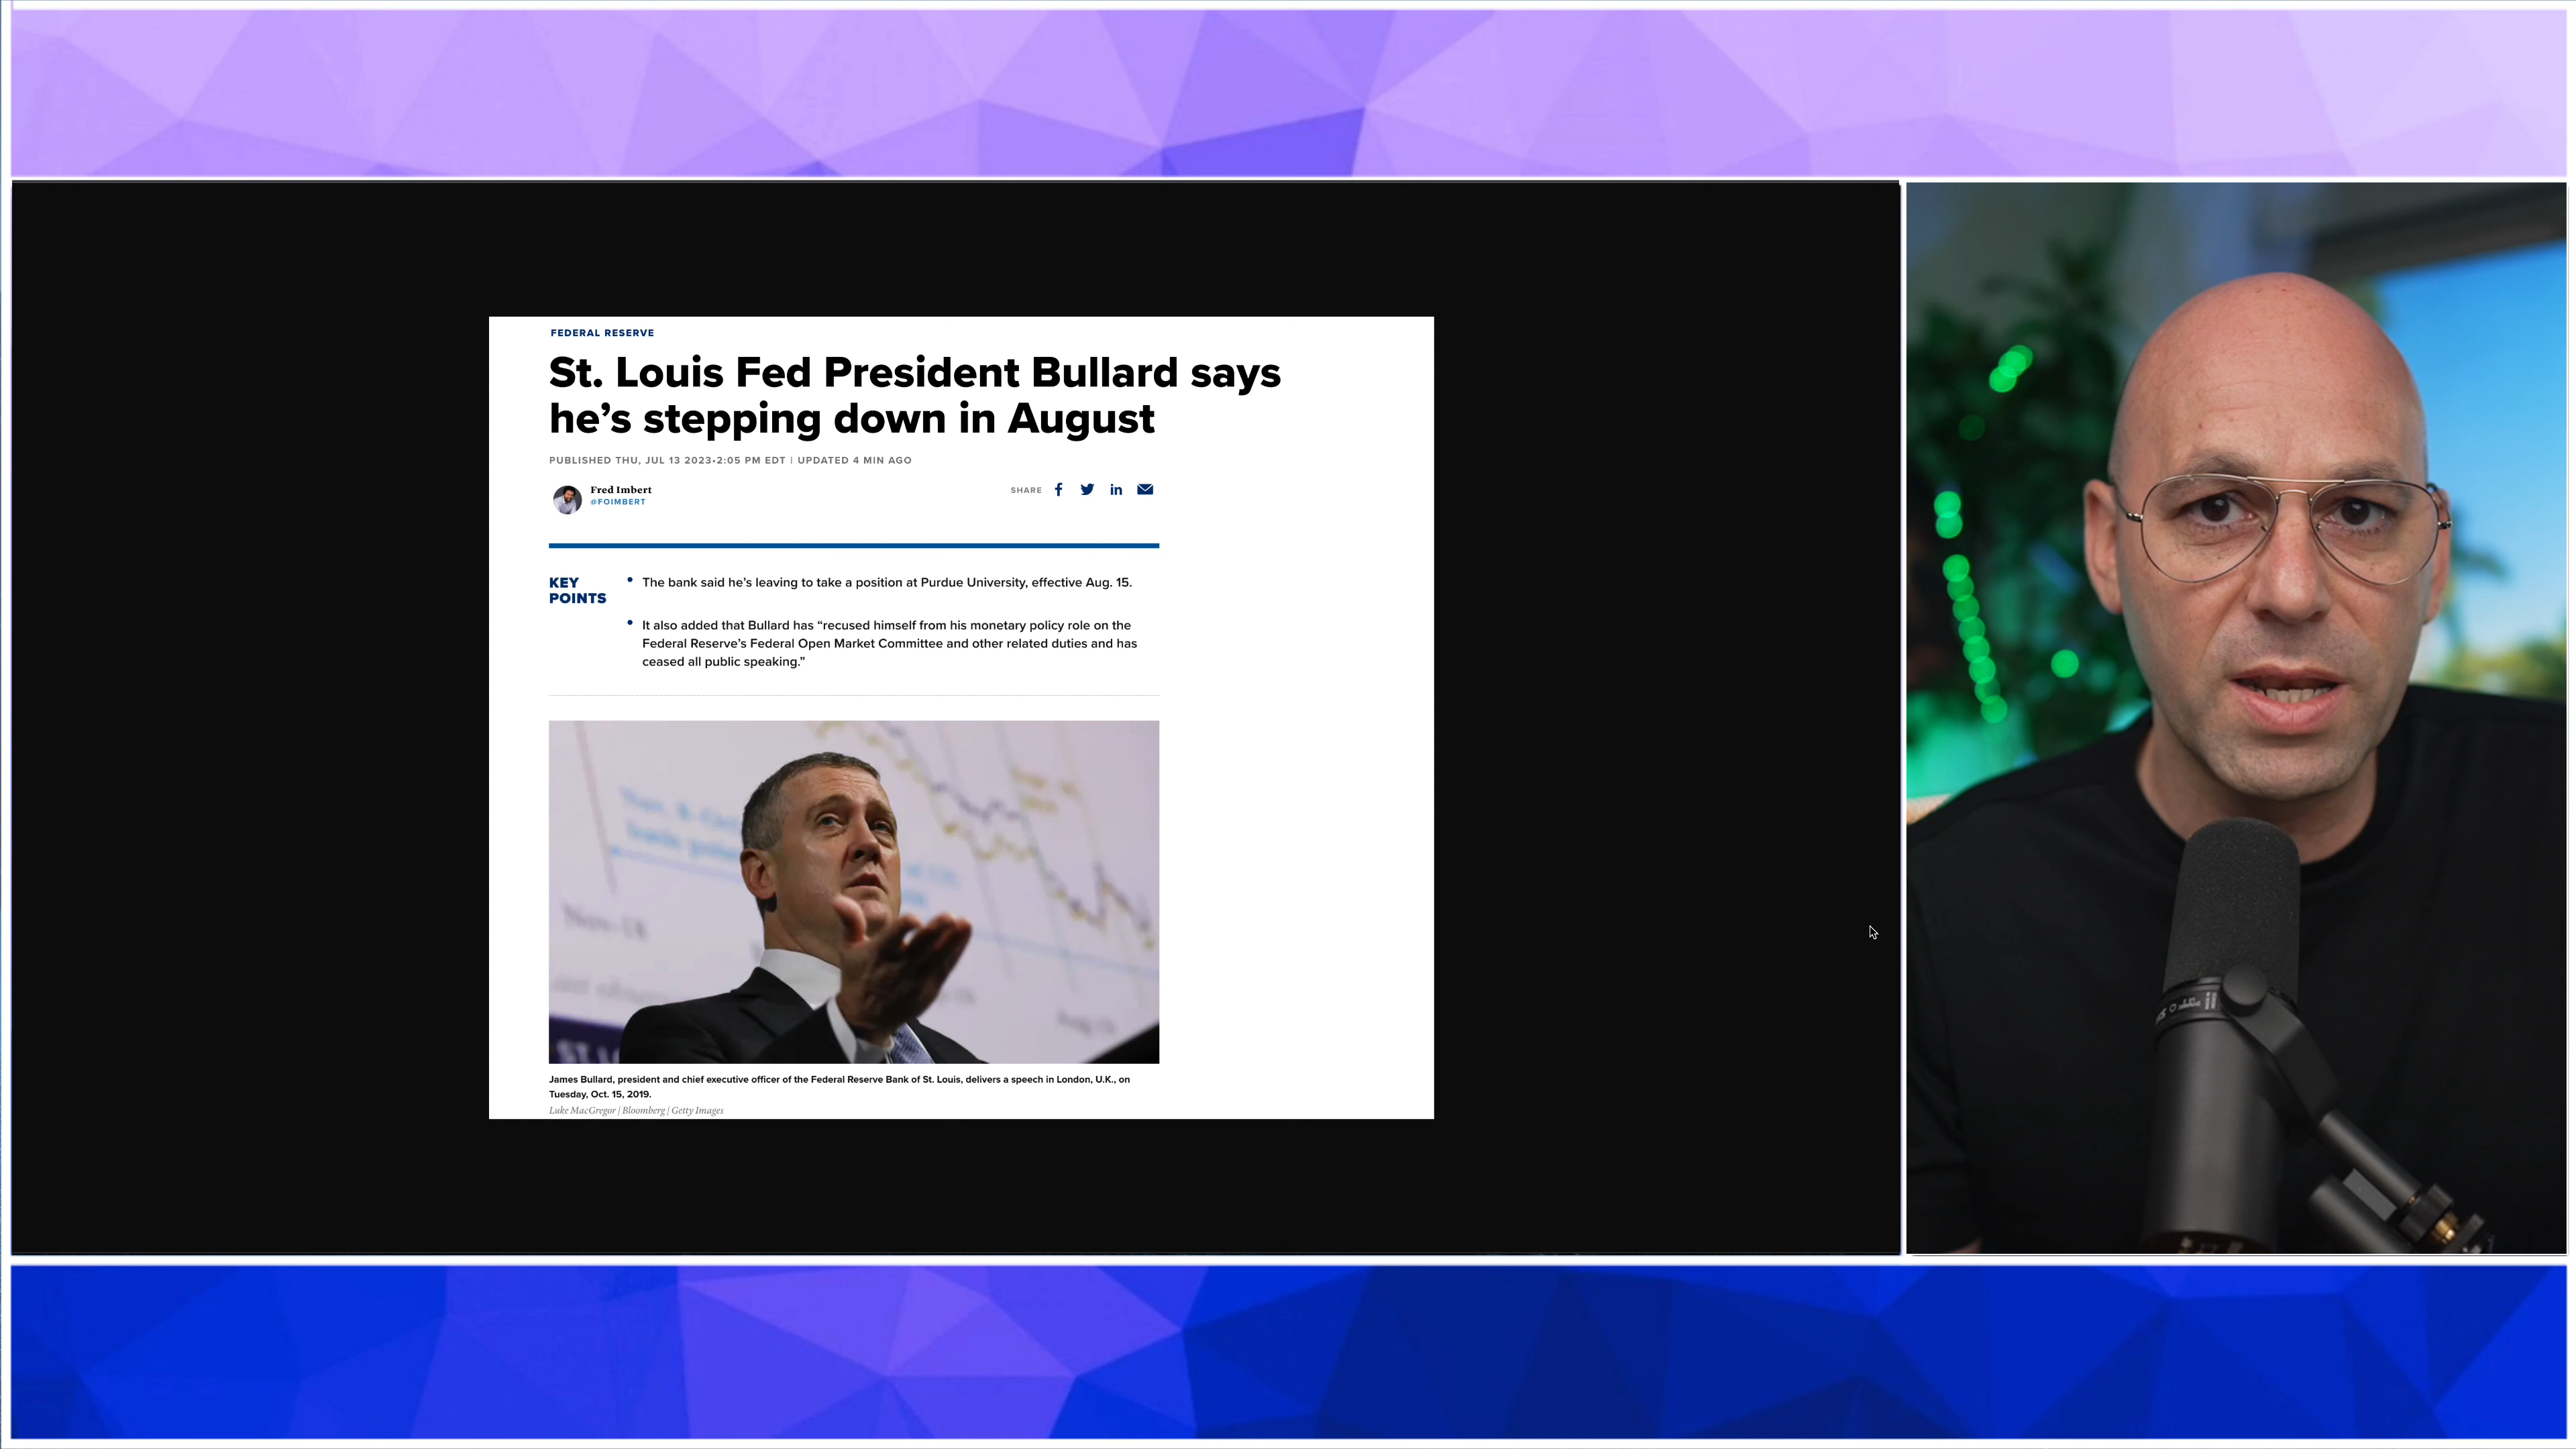 FEDERAL RESERVE
St. Louis Fed President Bullard says
he’s stepping down in August
PUBLISHED THU, JUL 13 2023•2:05 PM EDT | UPDATED 4 MIN AGO
Fred Imbert
@FOIMBERT
SHARE
KEY
POINTS
• The bank said he’s leaving to take a position at Purdue University, effective Aug. 15.
• It also added that Bullard has “recused himself from his monetary policy role on the
Federal Reserve’s Federal Open Market Committee and other related duties and has
ceased all public speaking.”
Nov-18
James Bullard, president and chief executive officer of the Federal Reserve Bank of St. Louis, delivers a speech in London, U.K., on
Tuesday, Oct. 15, 2019.
Luke MacGregor | Bloomberg | Getty Images